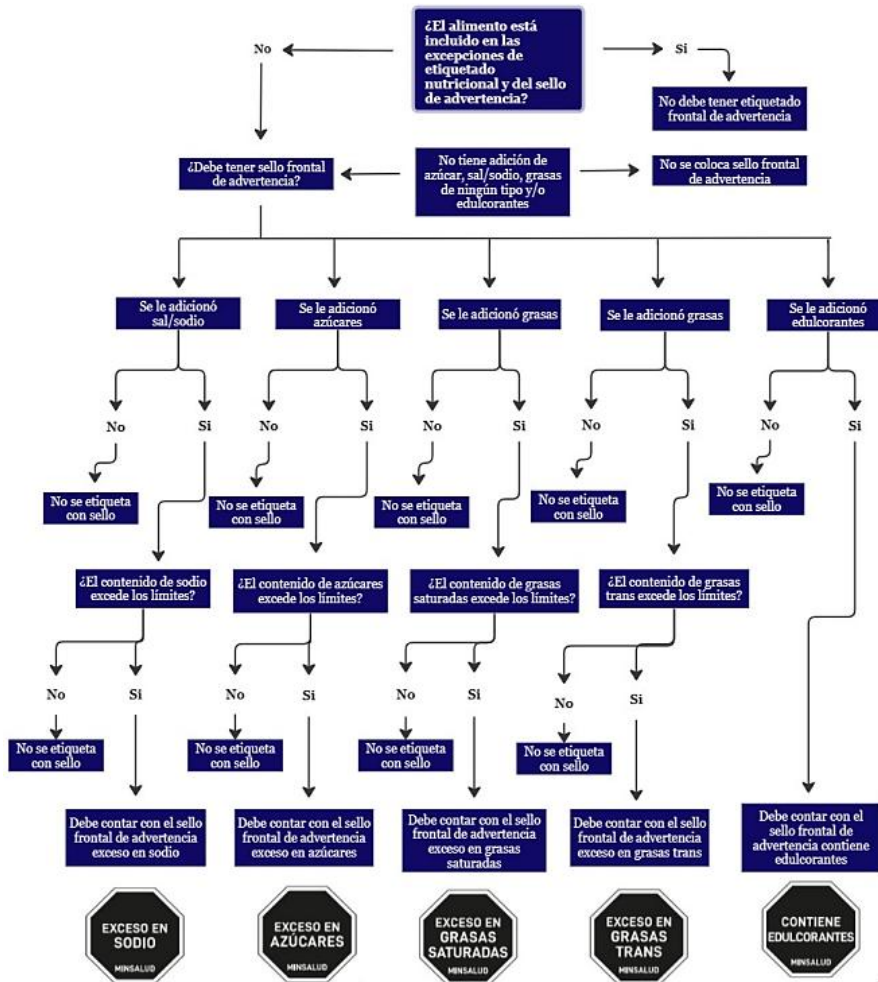 ¿El alimento está
incluido en las
excepciones de
etiquetado
nutricional y del sello
de advertencia?
No
Si
No debe tener etiquetado
frontal de advertencia
¿Debe tener sello frontal
de advertencia?
No tiene adición de
azúcar, sal/sodio, grasas
de ningún tipo y/o
edulcorantes
No se coloca sello frontal
de advertencia
Se le adicionó
sal/sodio
Se le adicionó
azúcares
Se le adicionó grasas
Se le adicionó grasas
Se le adicionó
edulcorantes
No
Si
No
Si
No
Si
No
Si
No
Si
No se etiqueta
con sello
No se etiqueta
con sello
No se etiqueta
con sello
No se etiqueta
con sello
No se etiqueta
con sello
¿El contenido de sodio
excede los límites?
¿El contenido de azúcares
excede los límites?
¿El contenido de grasas
saturadas excede los límites?
¿El contenido de grasas
trans excede los límites?
No
Si
No
Si
No
Si
No
Si
No se etiqueta
con sello
No se etiqueta
con sello
No se etiqueta
con sello
No se etiqueta
con sello
Debe contar con el sello
frontal de advertencia
exceso en sodio
Debe contar con el sello
frontal de advertencia
exceso en azúcares
Debe contar con el sello
frontal de advertencia
exceso en grasas
saturadas
Debe contar con el sello
frontal de advertencia
exceso en grasas trans
Debe contar con el
sello frontal de
advertencia contiene
edulcorantes
EXCESO EN
SODIO
MINSALUD
EXCESO EN
AZÚCARES
MINSALUD
EXCESO EN
GRASAS
SATURADAS
MINSALUD
EXCESO EN
GRASAS
TRANS
MINSALUD
CONTIENE
EDULCORANTES
MINSALUD